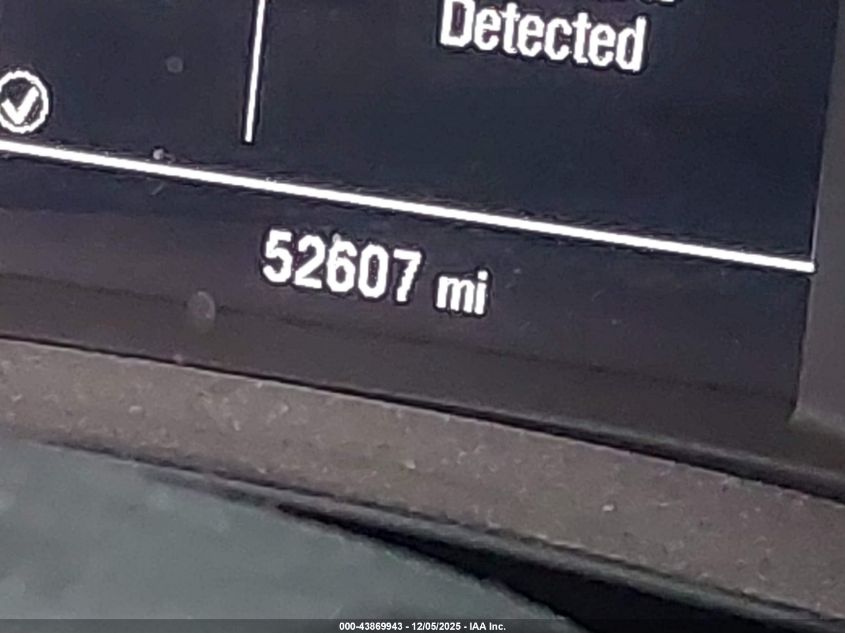 Detected
52607 mi
000-43869943 - 12/05/2025 - IAA Inc.